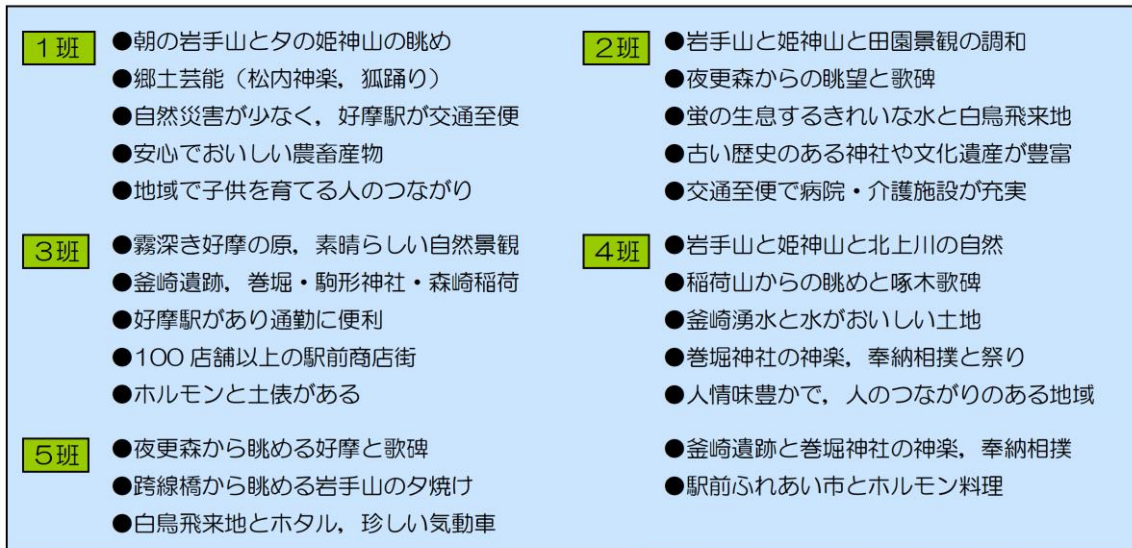 1班
●朝の岩手山と夕の姫神山の眺め
●郷土芸能（松内神楽，狐踊り）
●自然災害が少なく，好摩駅が交通至便
●安心でおいしい農畜産物
●地域で子供を育てる人のつながり
2班
●岩手山と姫神山と田園景観の調和
●夜更森からの眺望と歌碑
●蛍の生息するきれいな水と白鳥飛来地
●古い歴史のある神社や文化遺産が豊富
●交通至便で病院・介護施設が充実
3班
●霧深き好摩の原，素晴らしい自然景観
●釜崎遺跡，巻堀・駒形神社・森崎稲荷
●好摩駅があり通勤に便利
●100 店舗以上の駅前商店街
●ホルモンと土俵がある
4班
●岩手山と姫神山と北上川の自然
●稲荷山からの眺めと啄木歌碑
●釜崎湧水と水がおいしい土地
●巻堀神社の神楽，奉納相撲と祭り
●人情味豊かで，人のつながりのある地域
5班
●夜更森から眺める好摩と歌碑
●跨線橋から眺める岩手山の夕焼け
●白鳥飛来地とホタル，珍しい気動車
●釜崎遺跡と巻堀神社の神楽，奉納相撲
●駅前ふれあい市とホルモン料理